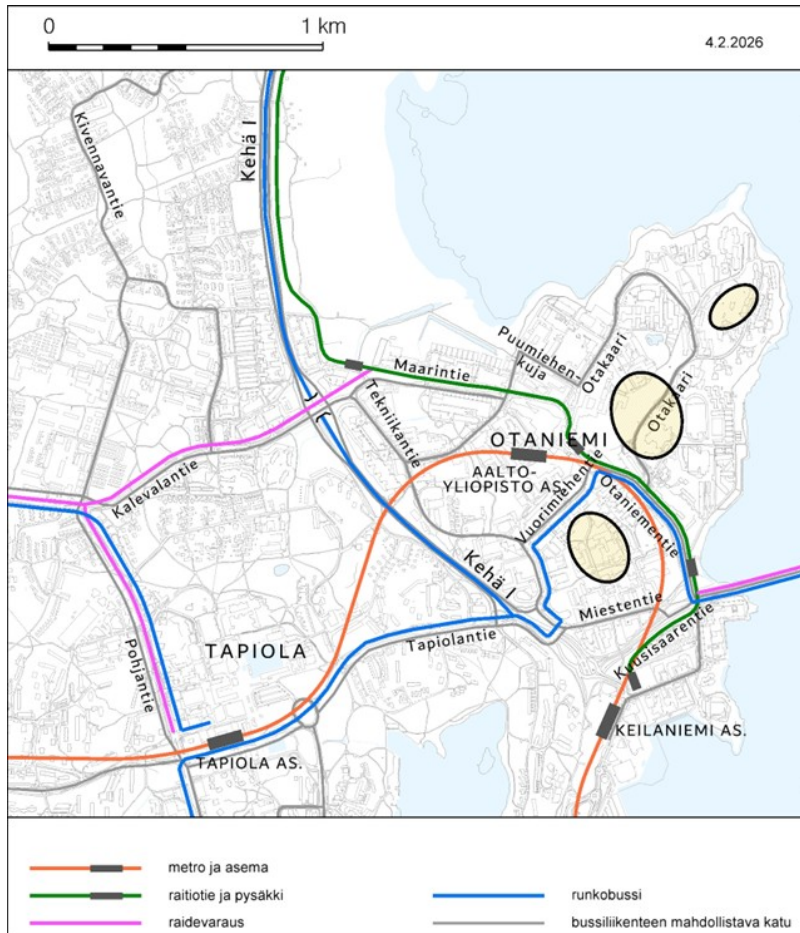 0
1 km
4.2.2026
Kivennavantie
Kehä I
Maarintie
Puumiehen-
kuja
Otakaari
Otakaari
Tekniikantie
OTANIEMI
AALTO-
YLIOPISTO AS.
Kalevalantie
Vuorimiehentie
Otaniementie
Kehä I
Miestentie
Kuusisaarentie
TAPIOLA
Tapiolantie
Pohjantie
KEILANIEMI AS.
TAPIOLA AS.
metro ja asema
raitiotie ja pysäkki
runkobussi
raidevaraus
bussiliikenteen mahdollistava katu